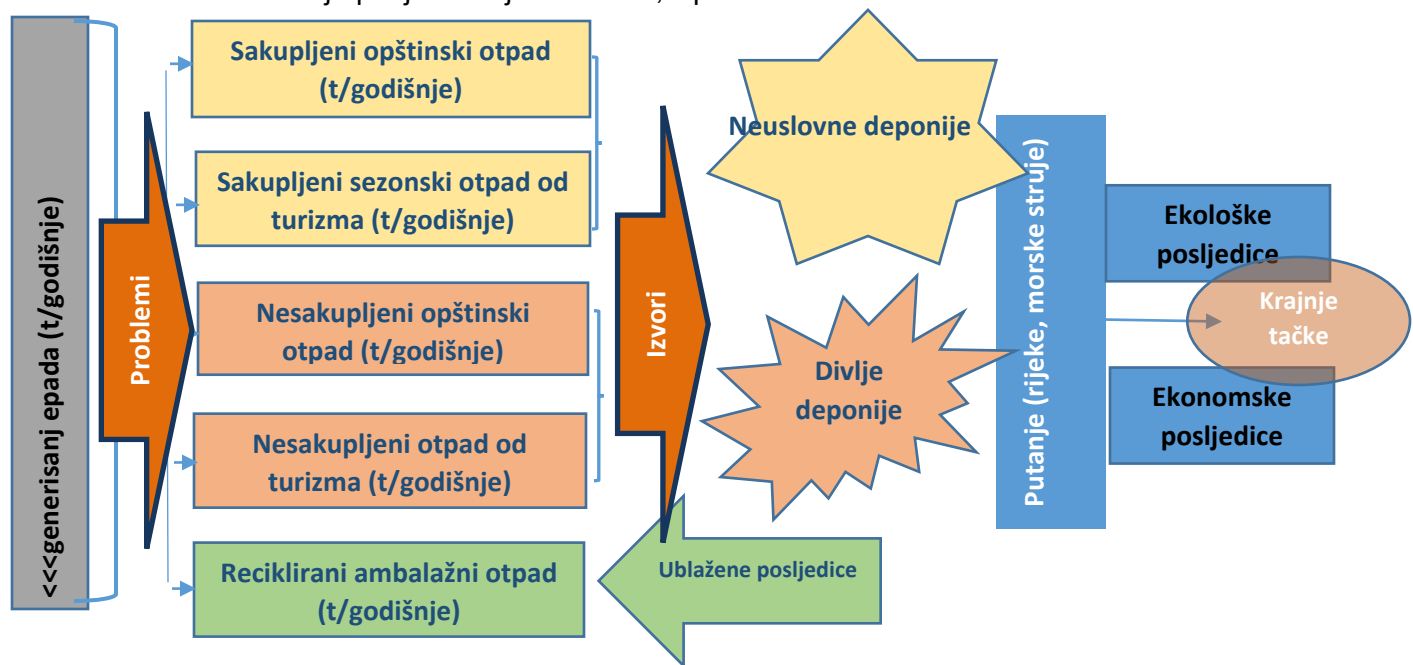 <<<generisanj epada (t/godišnje)
Problemi
Sakupljeni opštinski otpad
(t/godišnje)
Sakupljeni sezonski otpad od
turizma (t/godišnje)
Nesakupljeni opštinski
otpad (t/godišnje)
Nesakupljeni otpad od
turizma (t/godišnje)
Reciklirani ambalažni otpad
(t/godišnje)
Izvori
Neuslovne deponije
Divlje
deponije
Ublažene posljedice
Putanje (rijeke, morske struje)
Ekološke
posljedice
Krajnje
tačke
Ekonomske
posljedice